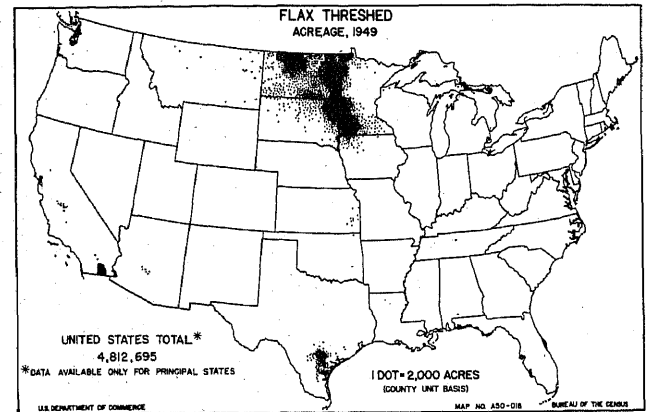 FLAX THRESHED
ACREAGE, 1949
UNITED STATES TOTAL*
4,812,695
*DATA AVAILABLE ONLY FOR PRINCIPAL STATES
1 DOT=2,000 ACRES
(COUNTY UNIT BASIS)
U.S. DEPARTMENT OF COMMERCE
MAP NO. A50-018
BUREAU OF THE CENSUS